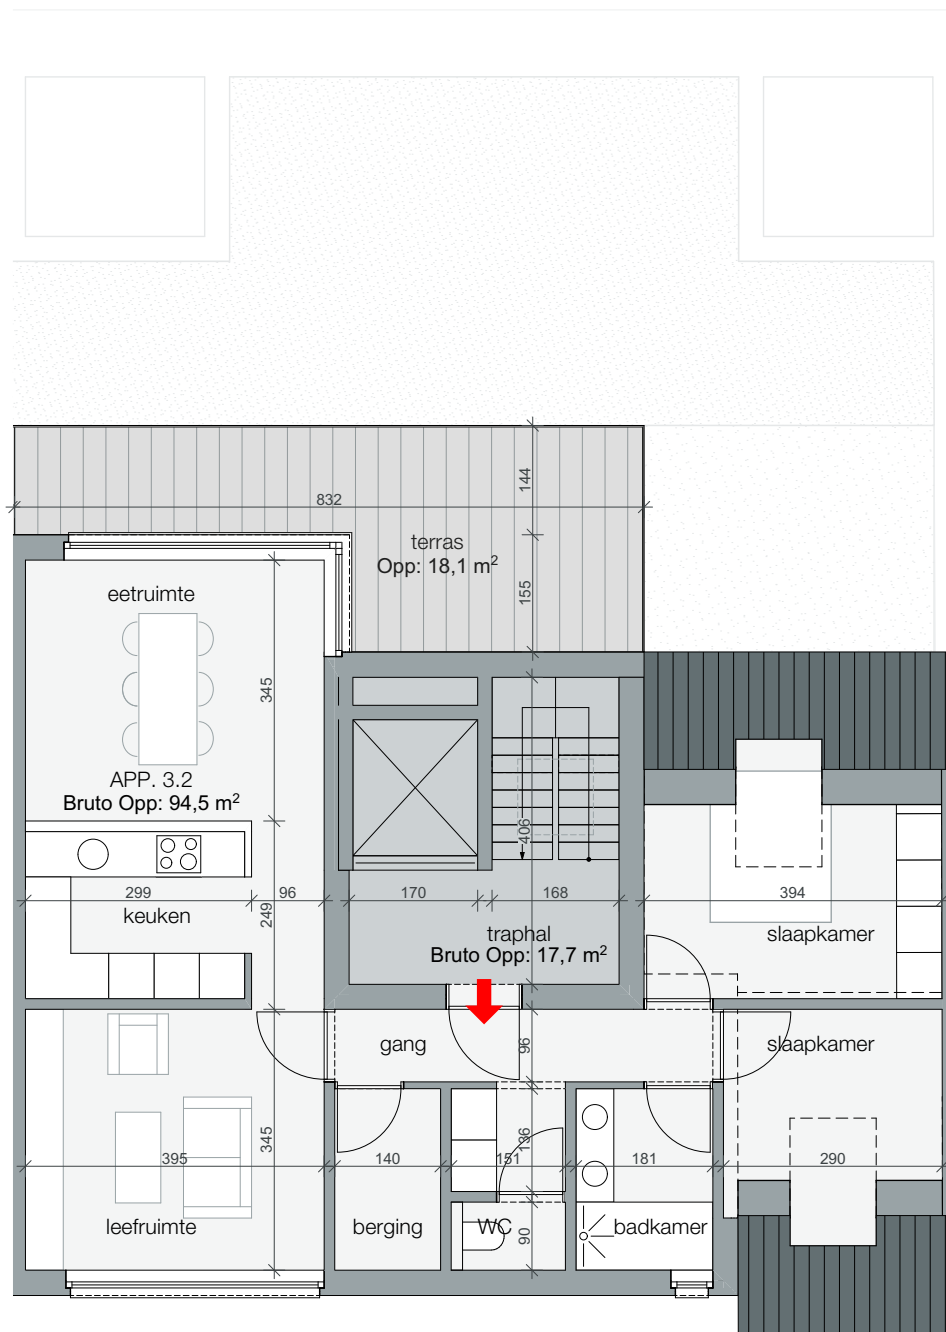 144
832
terras
Opp: 18,1 m²
155
eetruimte
345
APP. 3.2
Bruto Opp: 94,5 m²
406
299
96
170
168
394
keuken
249
traphal
Bruto Opp: 17,7 m²
slaapkamer
gang
96
slaapkamer
345
136
395
140
151
181
290
leefruimte
berging
WC
badkamer
90